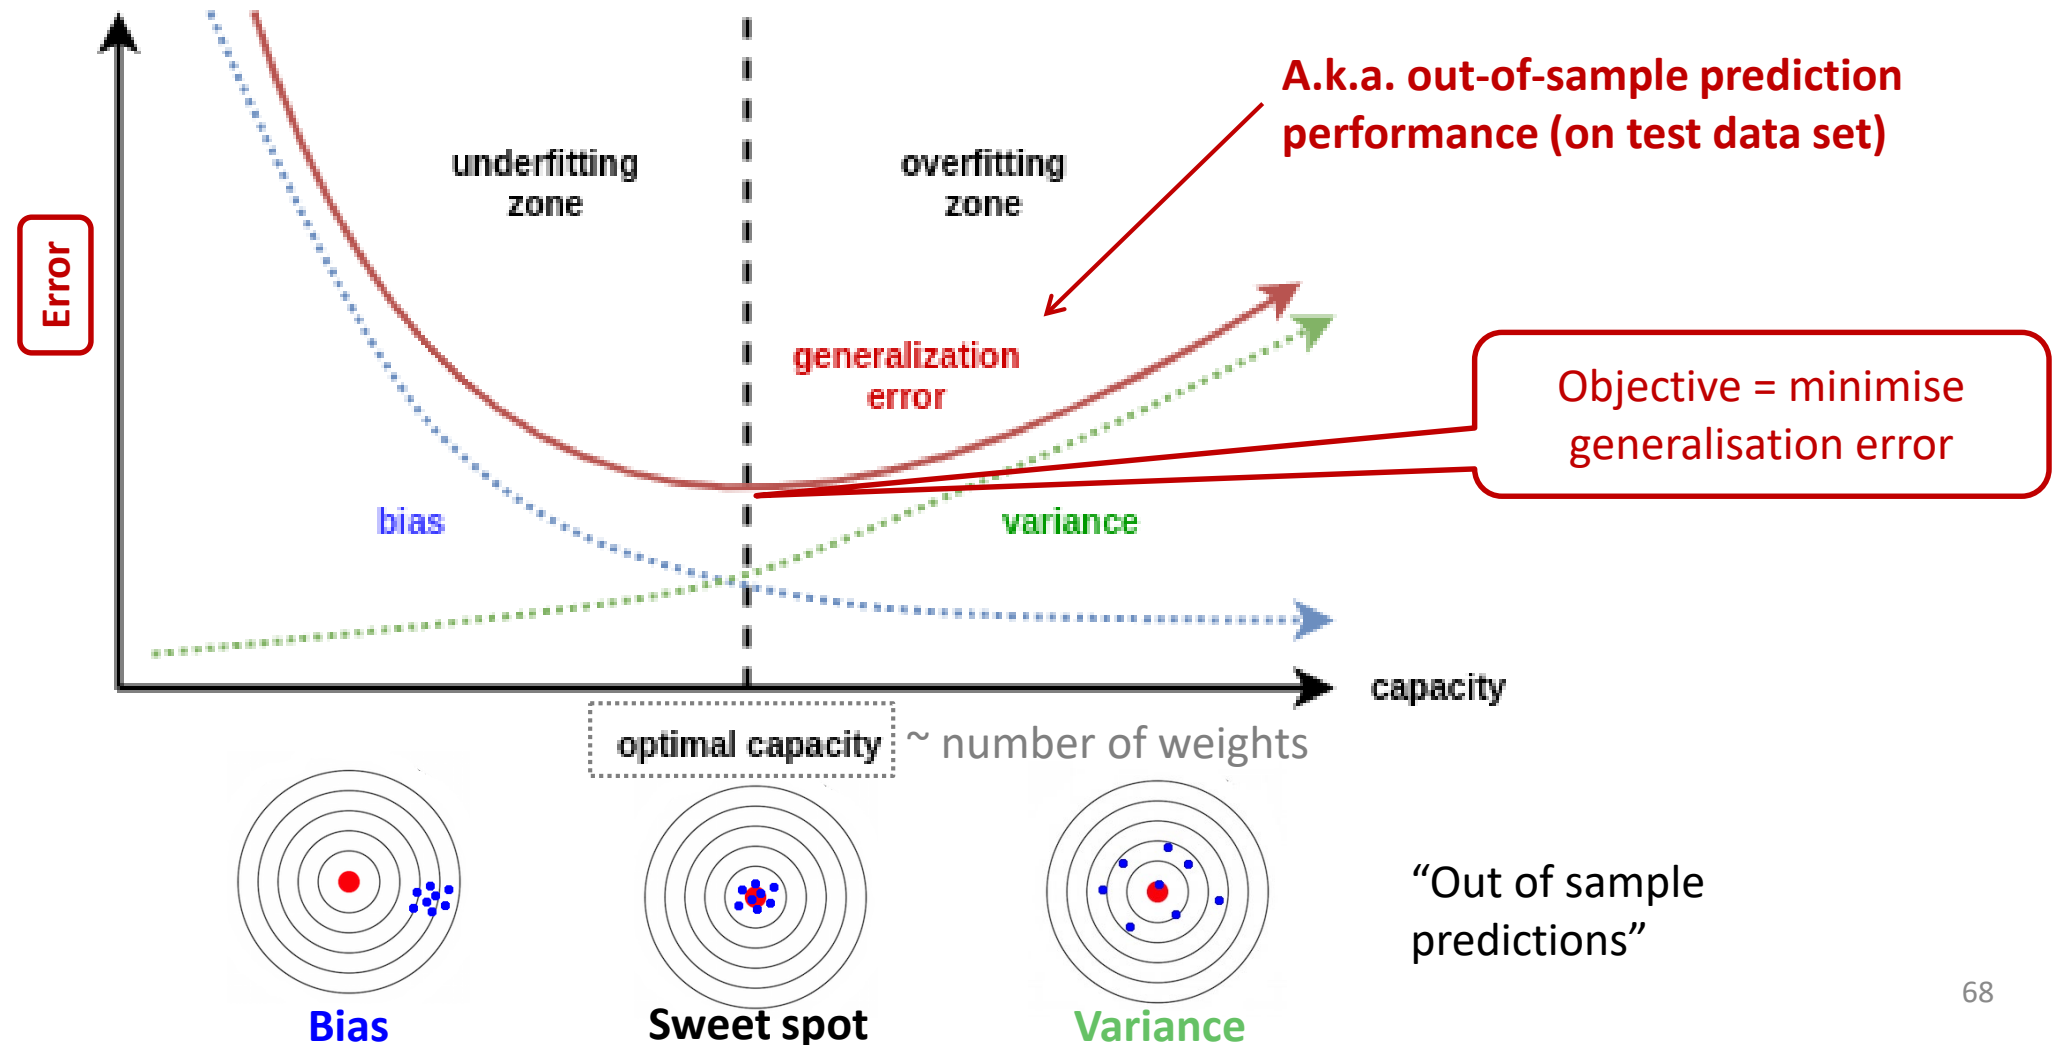 A.k.a. out-of-sample prediction
performance (on test data set)
underfitting
zone
overfitting
zone
Error
generalization
error
Objective = minimise
generalisation error
bias
variance
capacity
optimal capacity ~ number of weights
“Out of sample
predictions”
Bias
Sweet spot
Variance
68